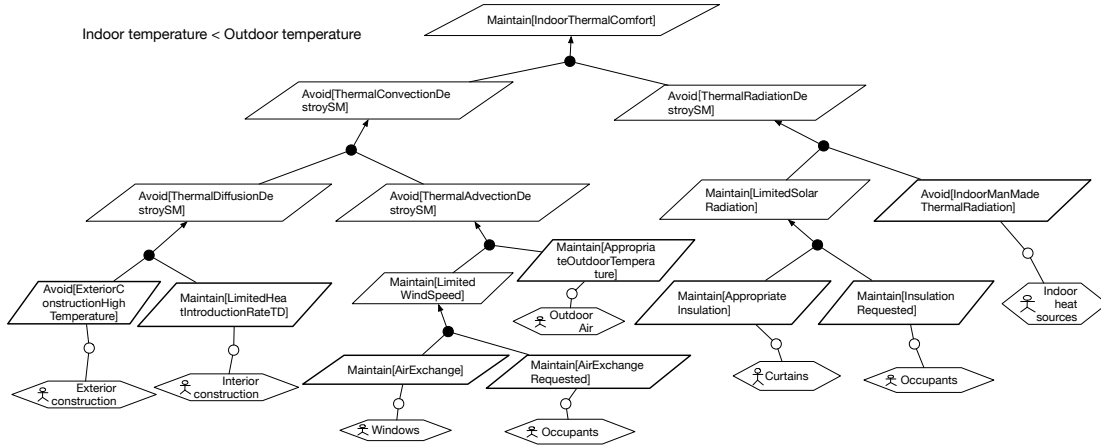 Maintain[IndoorThermalComfort]
Indoor temperature < Outdoor temperature
Avoid[ThermalConvectionDe
stroySM]
Avoid[ThermalRadiationDe
stroySM]
Avoid[ThermalDiffusionDe
stroySM]
Avoid[ThermalAdvectionDe
stroySM]
Maintain[LimitedSolar
Radiation]
Avoid[IndoorManMade
ThermalRadiation]
Avoid[ExteriorC
onstructionHigh
Temperature]
Maintain[LimitedHea
tIntroductionRateTD]
Maintain[Limited
WindSpeed]
Maintain[Appropria
teOutdoorTempera
ture]
Maintain[Appropriate
Insulation]
Maintain[Insulation
Requested]
Indoor
heat
sources
Outdoor
Air
Maintain[AirExchange]
Maintain[AirExchange
Requested]
Exterior
construction
Interior
construction
Curtains
Occupants
Windows
Occupants